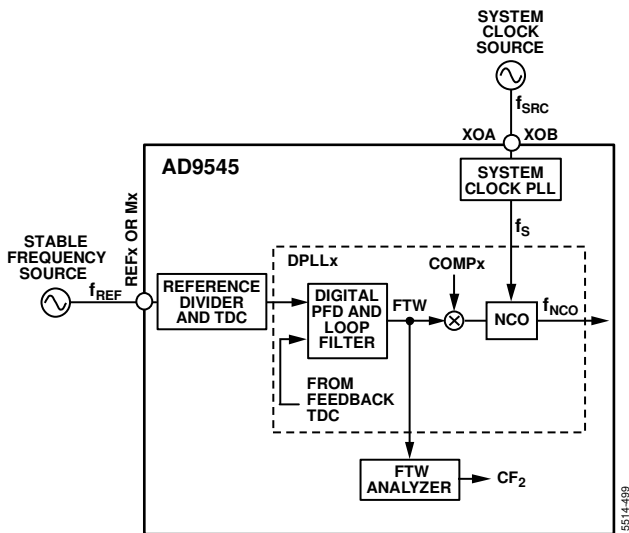 SYSTEM
CLOCK
SOURCE
fSRC
XOA
XOB
AD9545
SYSTEM
CLOCK PLL
fS
REFx OR Mx
STABLE
FREQUENCY
SOURCE
fREF
REFERENCE
DIVIDER
AND TDC
DPLLx
DIGITAL
PFD AND
LOOP
FILTER
FTW
COMPx
NCO
fNCO
FROM
FEEDBACK
TDC
FTW
ANALYZER
CF2
5514-499